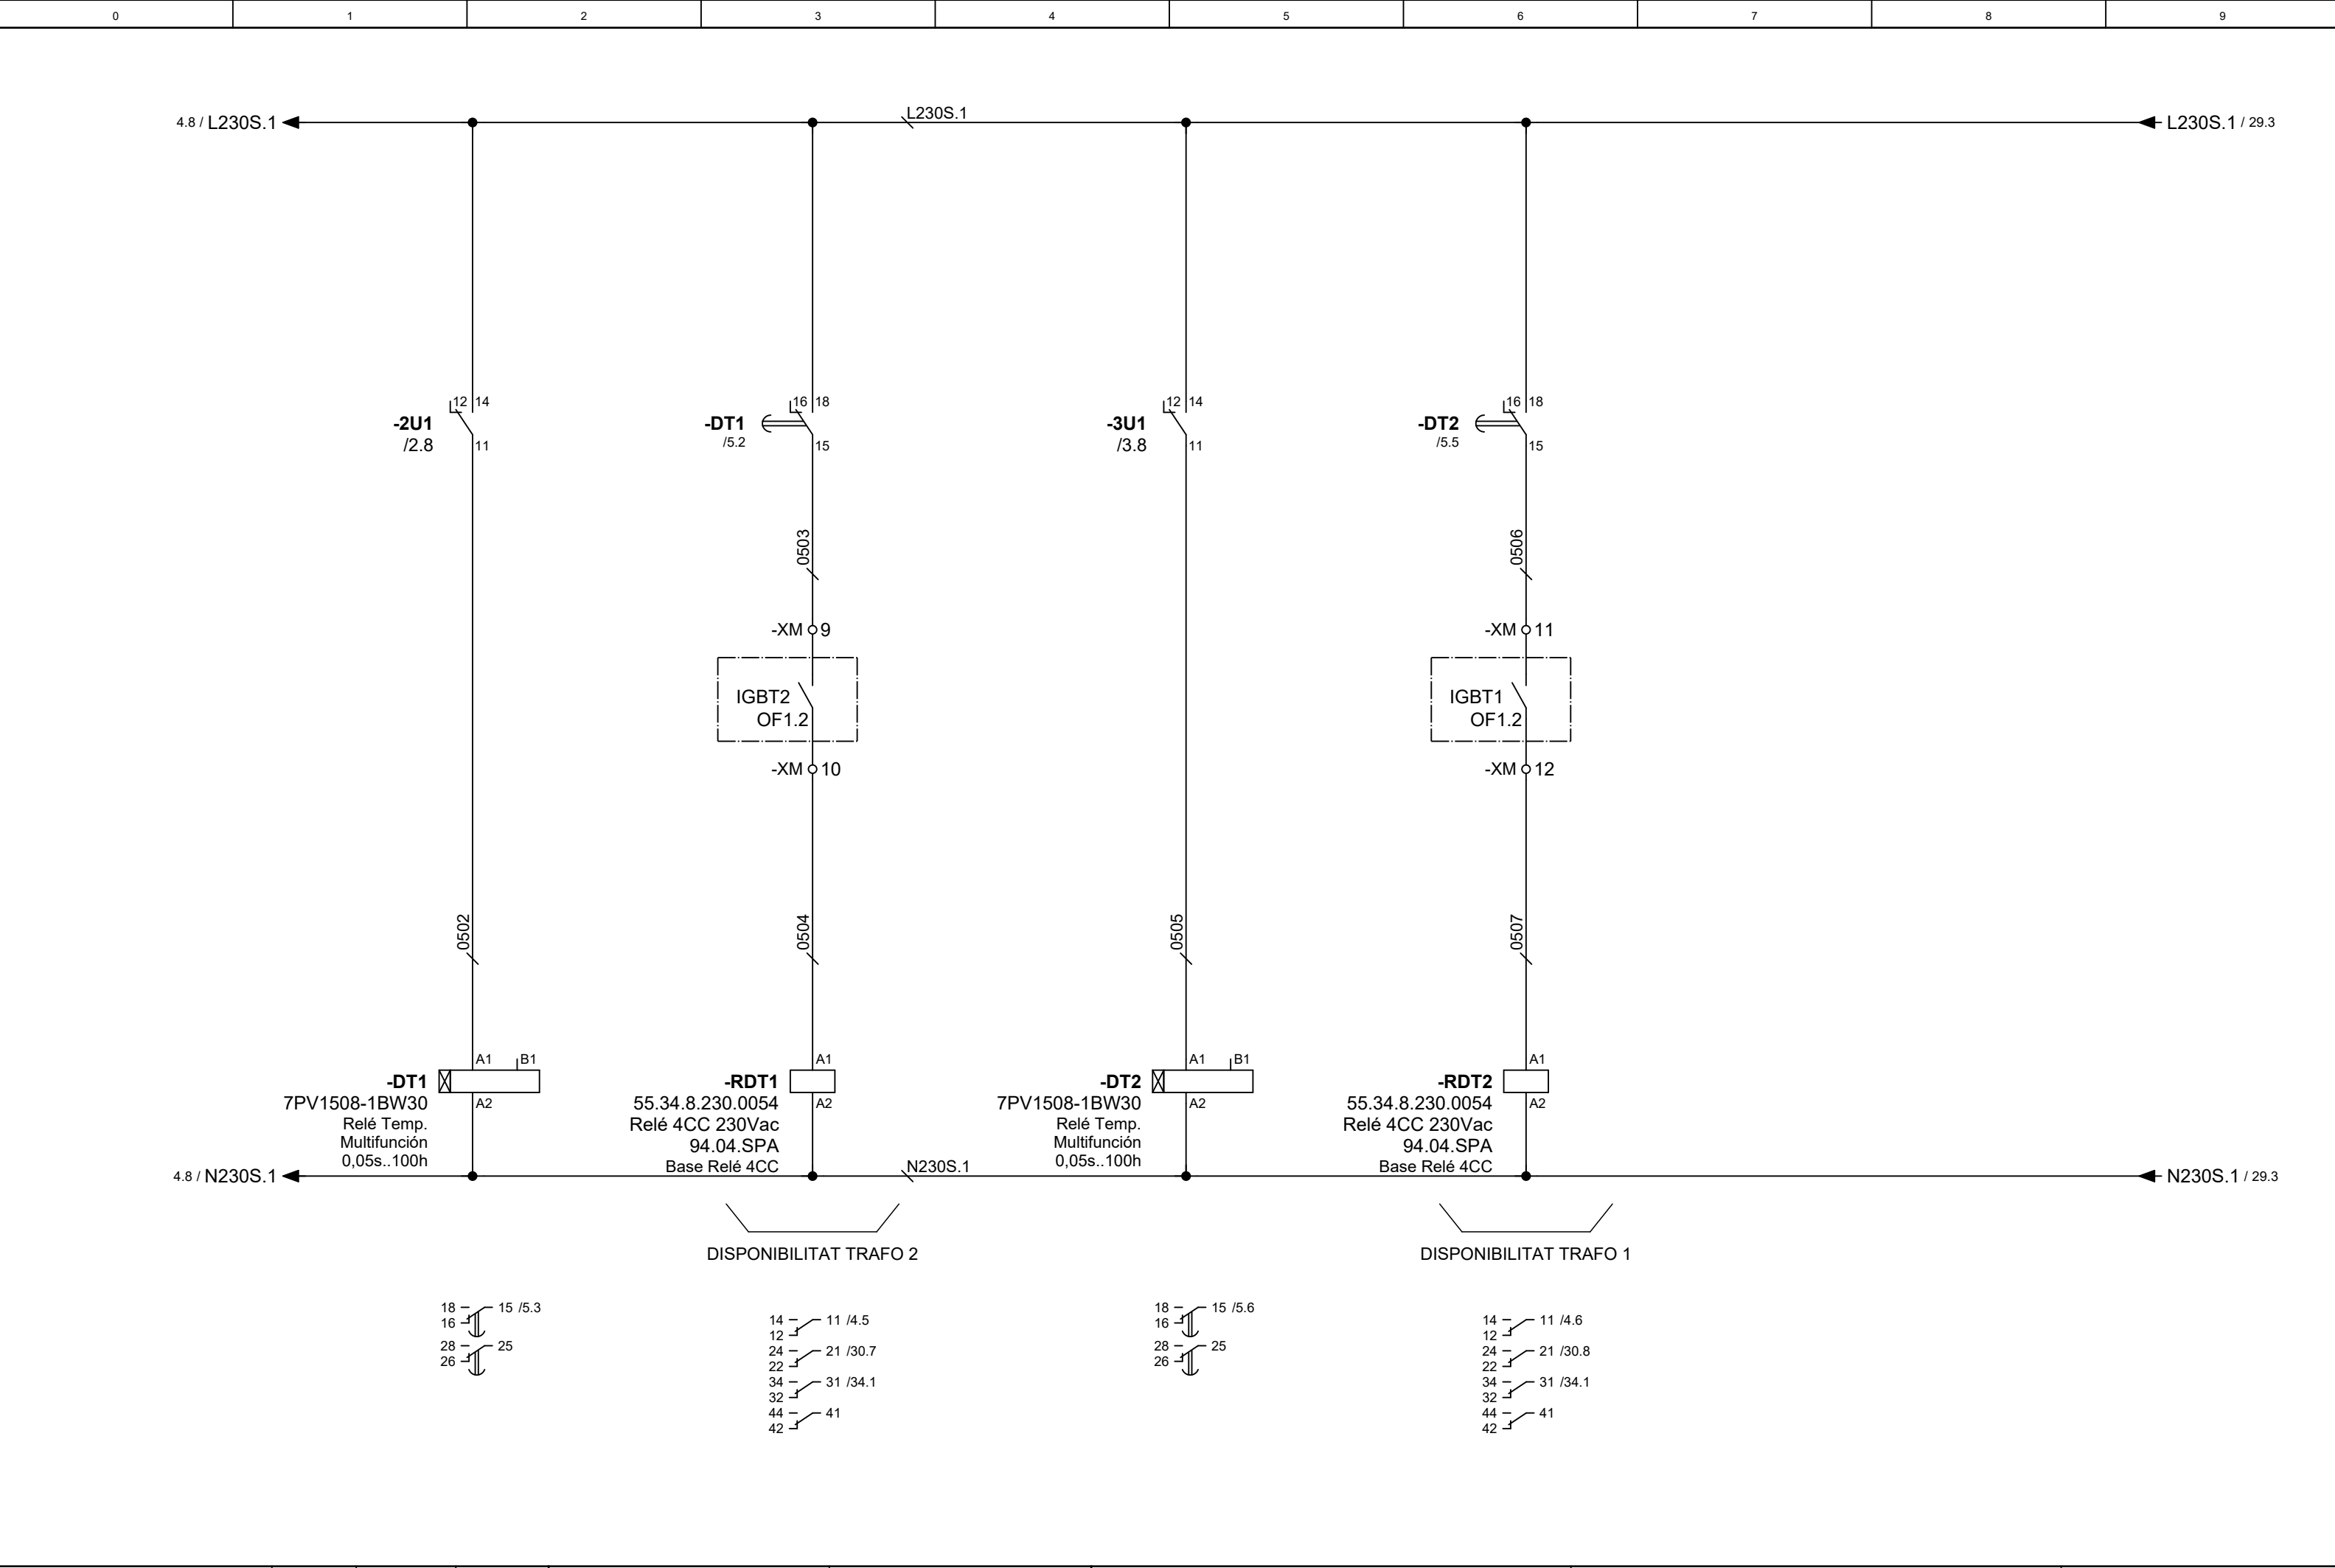 0 1 2 3 4 5 6 7 8 9
4.8 / L230S.1
L230S.1
L230S.1 / 29.3
-2U1
/2.8
12 14
11
-DT1
/5.2
16 18
15
-3U1
/3.8
12 14
11
-DT2
/5.5
16 18
15
0503
0506
-XM 9
IGBT2
OF1.2
-XM 10
-XM 11
IGBT1
OF1.2
-XM 12
0502
0504
0505
0507
-DT1
7PV1508-1BW30
Relé Temp.
Multifunción
0,05s..100h
A1 B1
A2
-RDT1
55.34.8.230.0054
Relé 4CC 230Vac
94.04.SPA
Base Relé 4CC
A1
A2
-DT2
7PV1508-1BW30
Relé Temp.
Multifunción
0,05s..100h
A1 B1
A2
-RDT2
55.34.8.230.0054
Relé 4CC 230Vac
94.04.SPA
Base Relé 4CC
A1
A2
4.8 / N230S.1
N230S.1
N230S.1 / 29.3
DISPONIBILITAT TRAFO 2
DISPONIBILITAT TRAFO 1
18 15 /5.3
16
28 25
26
14 11 /4.5
12
24 21 /30.7
22
34 31 /34.1
32
44 41
42
18 15 /5.6
16
28 25
26
14 11 /4.6
12
24 21 /30.8
22
34 31 /34.1
32
44 41
42